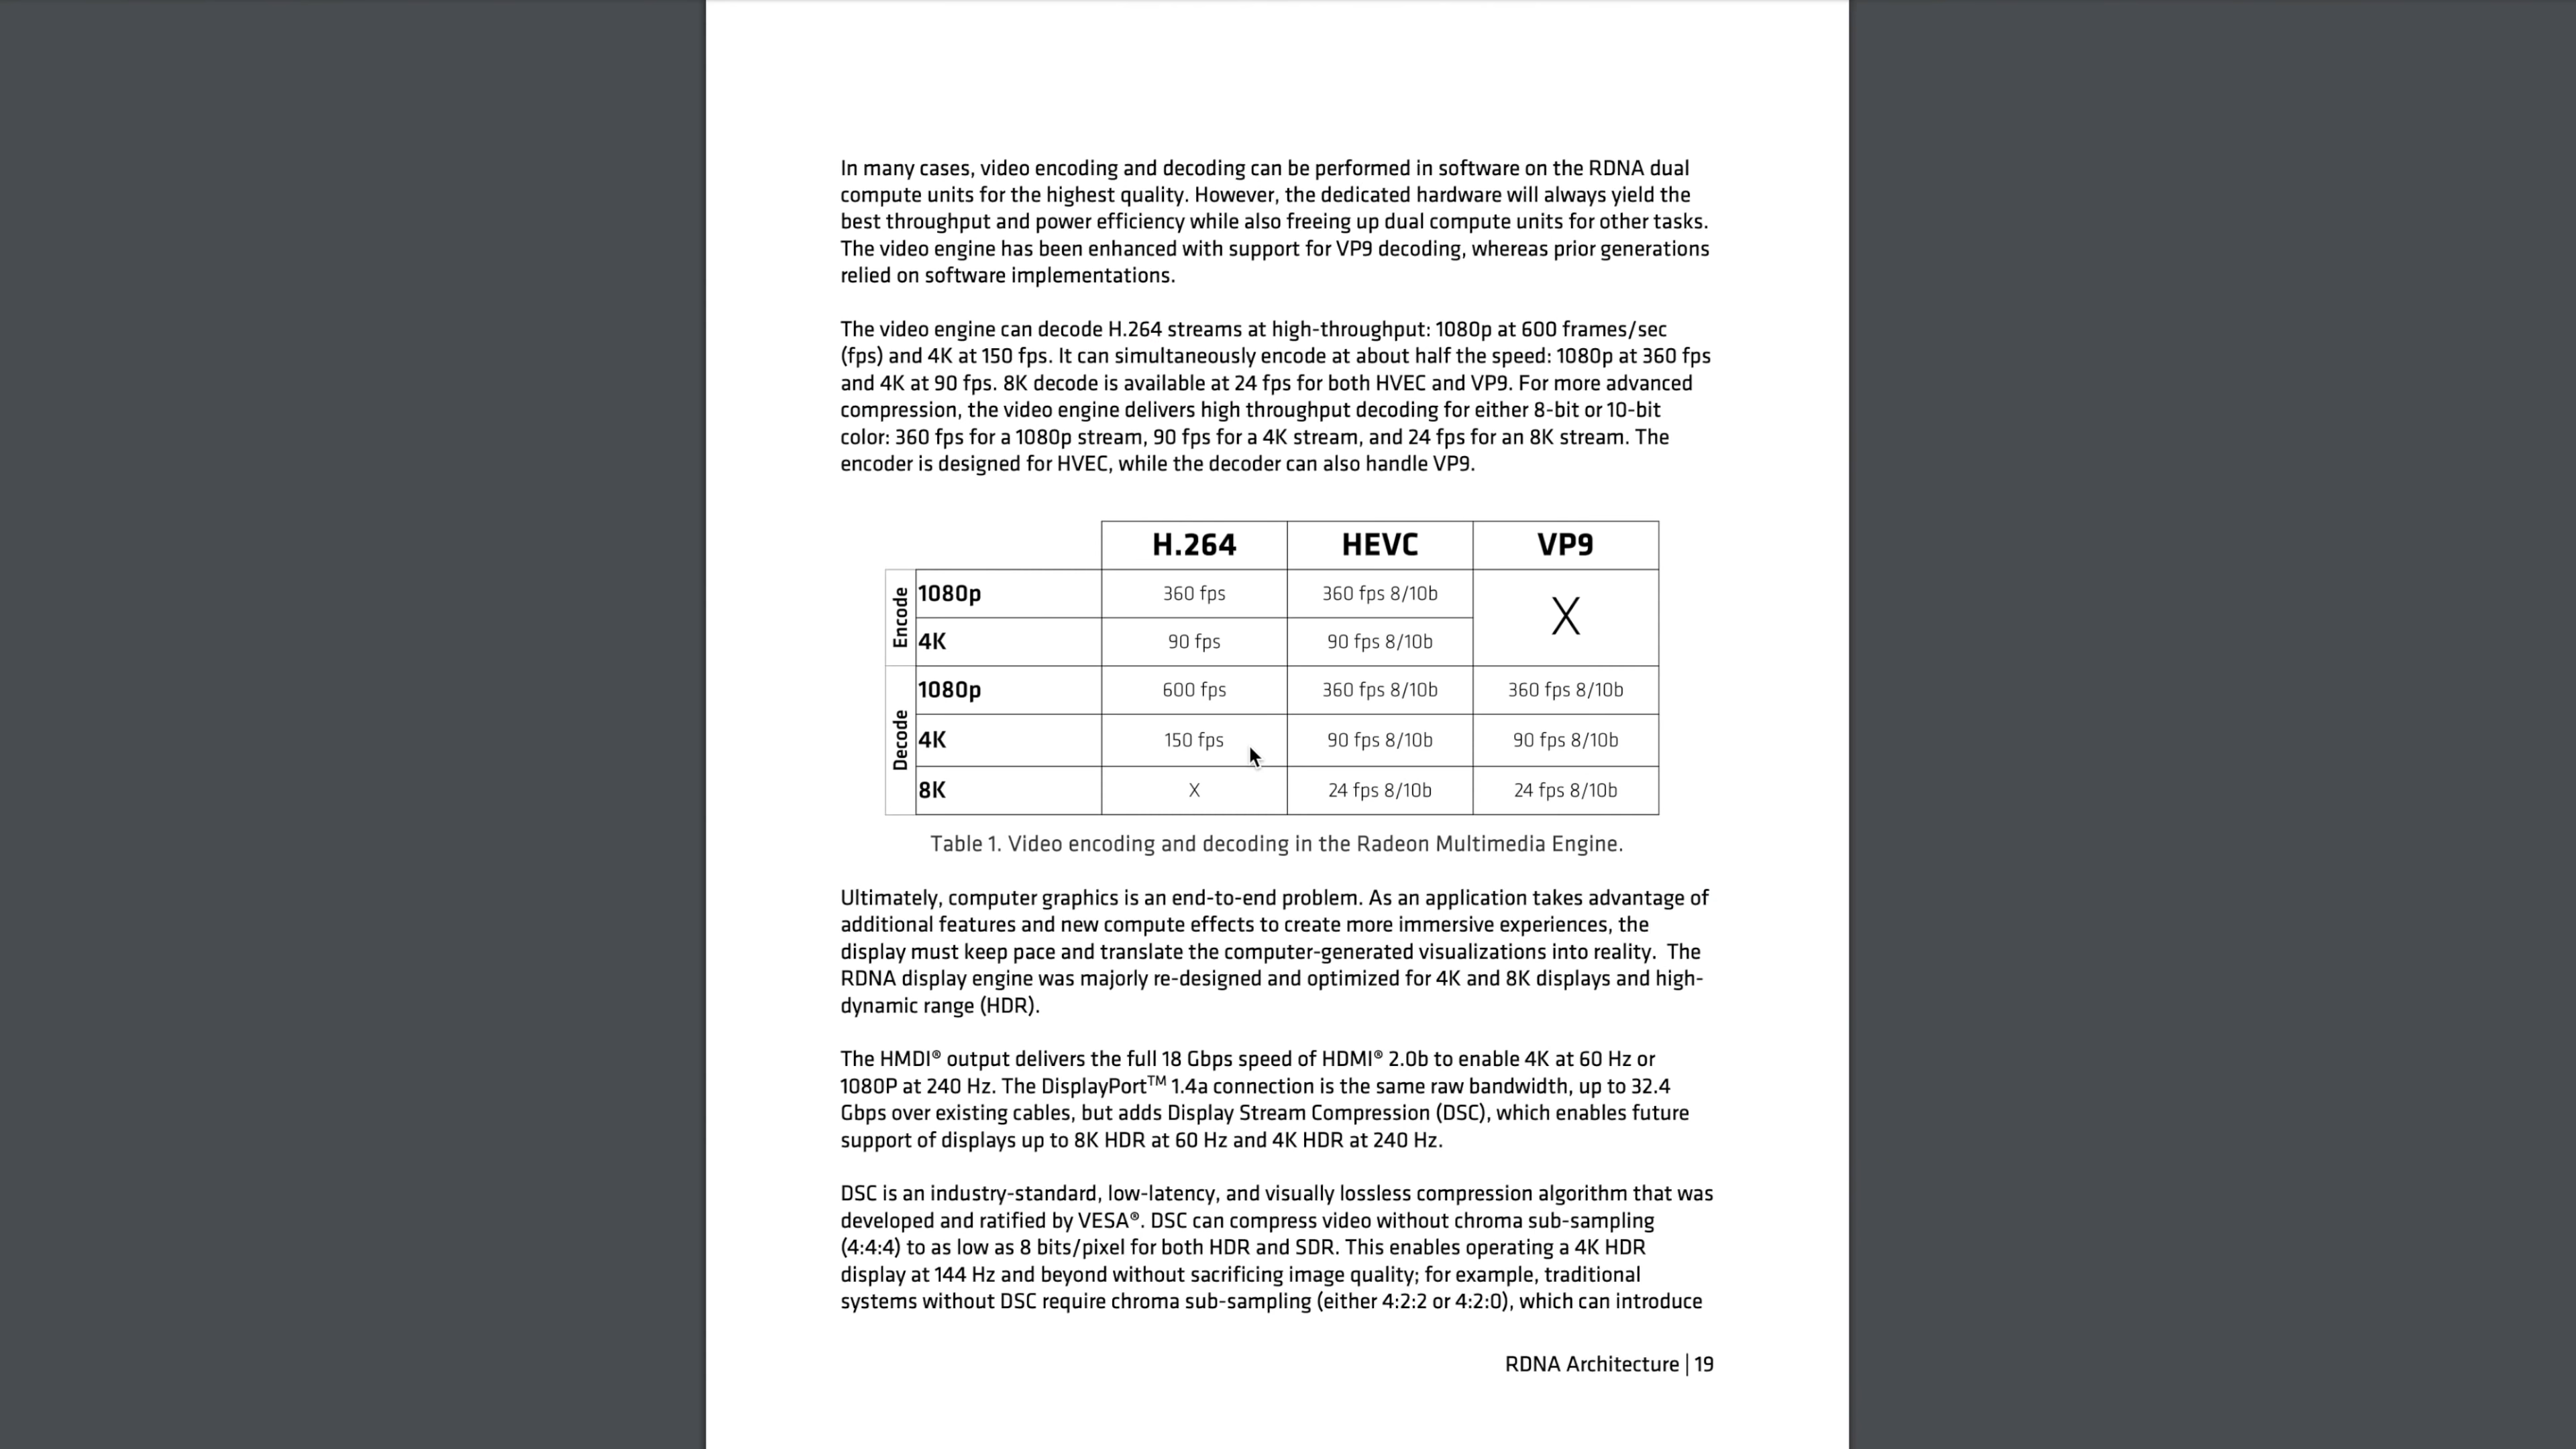 In many cases, video encoding and decoding can be performed in software on the RDNA dual
compute units for the highest quality. However, the dedicated hardware will always yield the
best throughput and power efficiency while also freeing up dual compute units for other tasks.
The video engine has been enhanced with support for VP9 decoding, whereas prior generations
relied on software implementations.
The video engine can decode H.264 streams at high-throughput: 1080p at 600 frames/sec
(fps) and 4K at 150 fps. It can simultaneously encode at about half the speed: 1080p at 360 fps
and 4K at 90 fps. 8K decode is available at 24 fps for both HVEC and VP9. For more advanced
compression, the video engine delivers high throughput decoding for either 8-bit or 10-bit
color: 360 fps for a 1080p stream, 90 fps for a 4K stream, and 24 fps for an 8K stream. The
encoder is designed for HVEC, while the decoder can also handle VP9.
H.264 HEVC VP9
Encode
1080p 360 fps 360 fps 8/10b X
4K 90 fps 90 fps 8/10b
Decode
1080p 600 fps 360 fps 8/10b 360 fps 8/10b
4K 150 fps 90 fps 8/10b 90 fps 8/10b
8K X 24 fps 8/10b 24 fps 8/10b
Table 1. Video encoding and decoding in the Radeon Multimedia Engine.
Ultimately, computer graphics is an end-to-end problem. As an application takes advantage of
additional features and new compute effects to create more immersive experiences, the
display must keep pace and translate the computer-generated visualizations into reality.  The
RDNA display engine was majorly re-designed and optimized for 4K and 8K displays and high-
dynamic range (HDR).
The HMDI® output delivers the full 18 Gbps speed of HDMI® 2.0b to enable 4K at 60 Hz or
1080P at 240 Hz. The DisplayPort™ 1.4a connection is the same raw bandwidth, up to 32.4
Gbps over existing cables, but adds Display Stream Compression (DSC), which enables future
support of displays up to 8K HDR at 60 Hz and 4K HDR at 240 Hz.
DSC is an industry-standard, low-latency, and visually lossless compression algorithm that was
developed and ratified by VESA®. DSC can compress video without chroma sub-sampling
(4:4:4) to as low as 8 bits/pixel for both HDR and SDR. This enables operating a 4K HDR
display at 144 Hz and beyond without sacrificing image quality; for example, traditional
systems without DSC require chroma sub-sampling (either 4:2:2 or 4:2:0), which can introduce
RDNA Architecture | 19